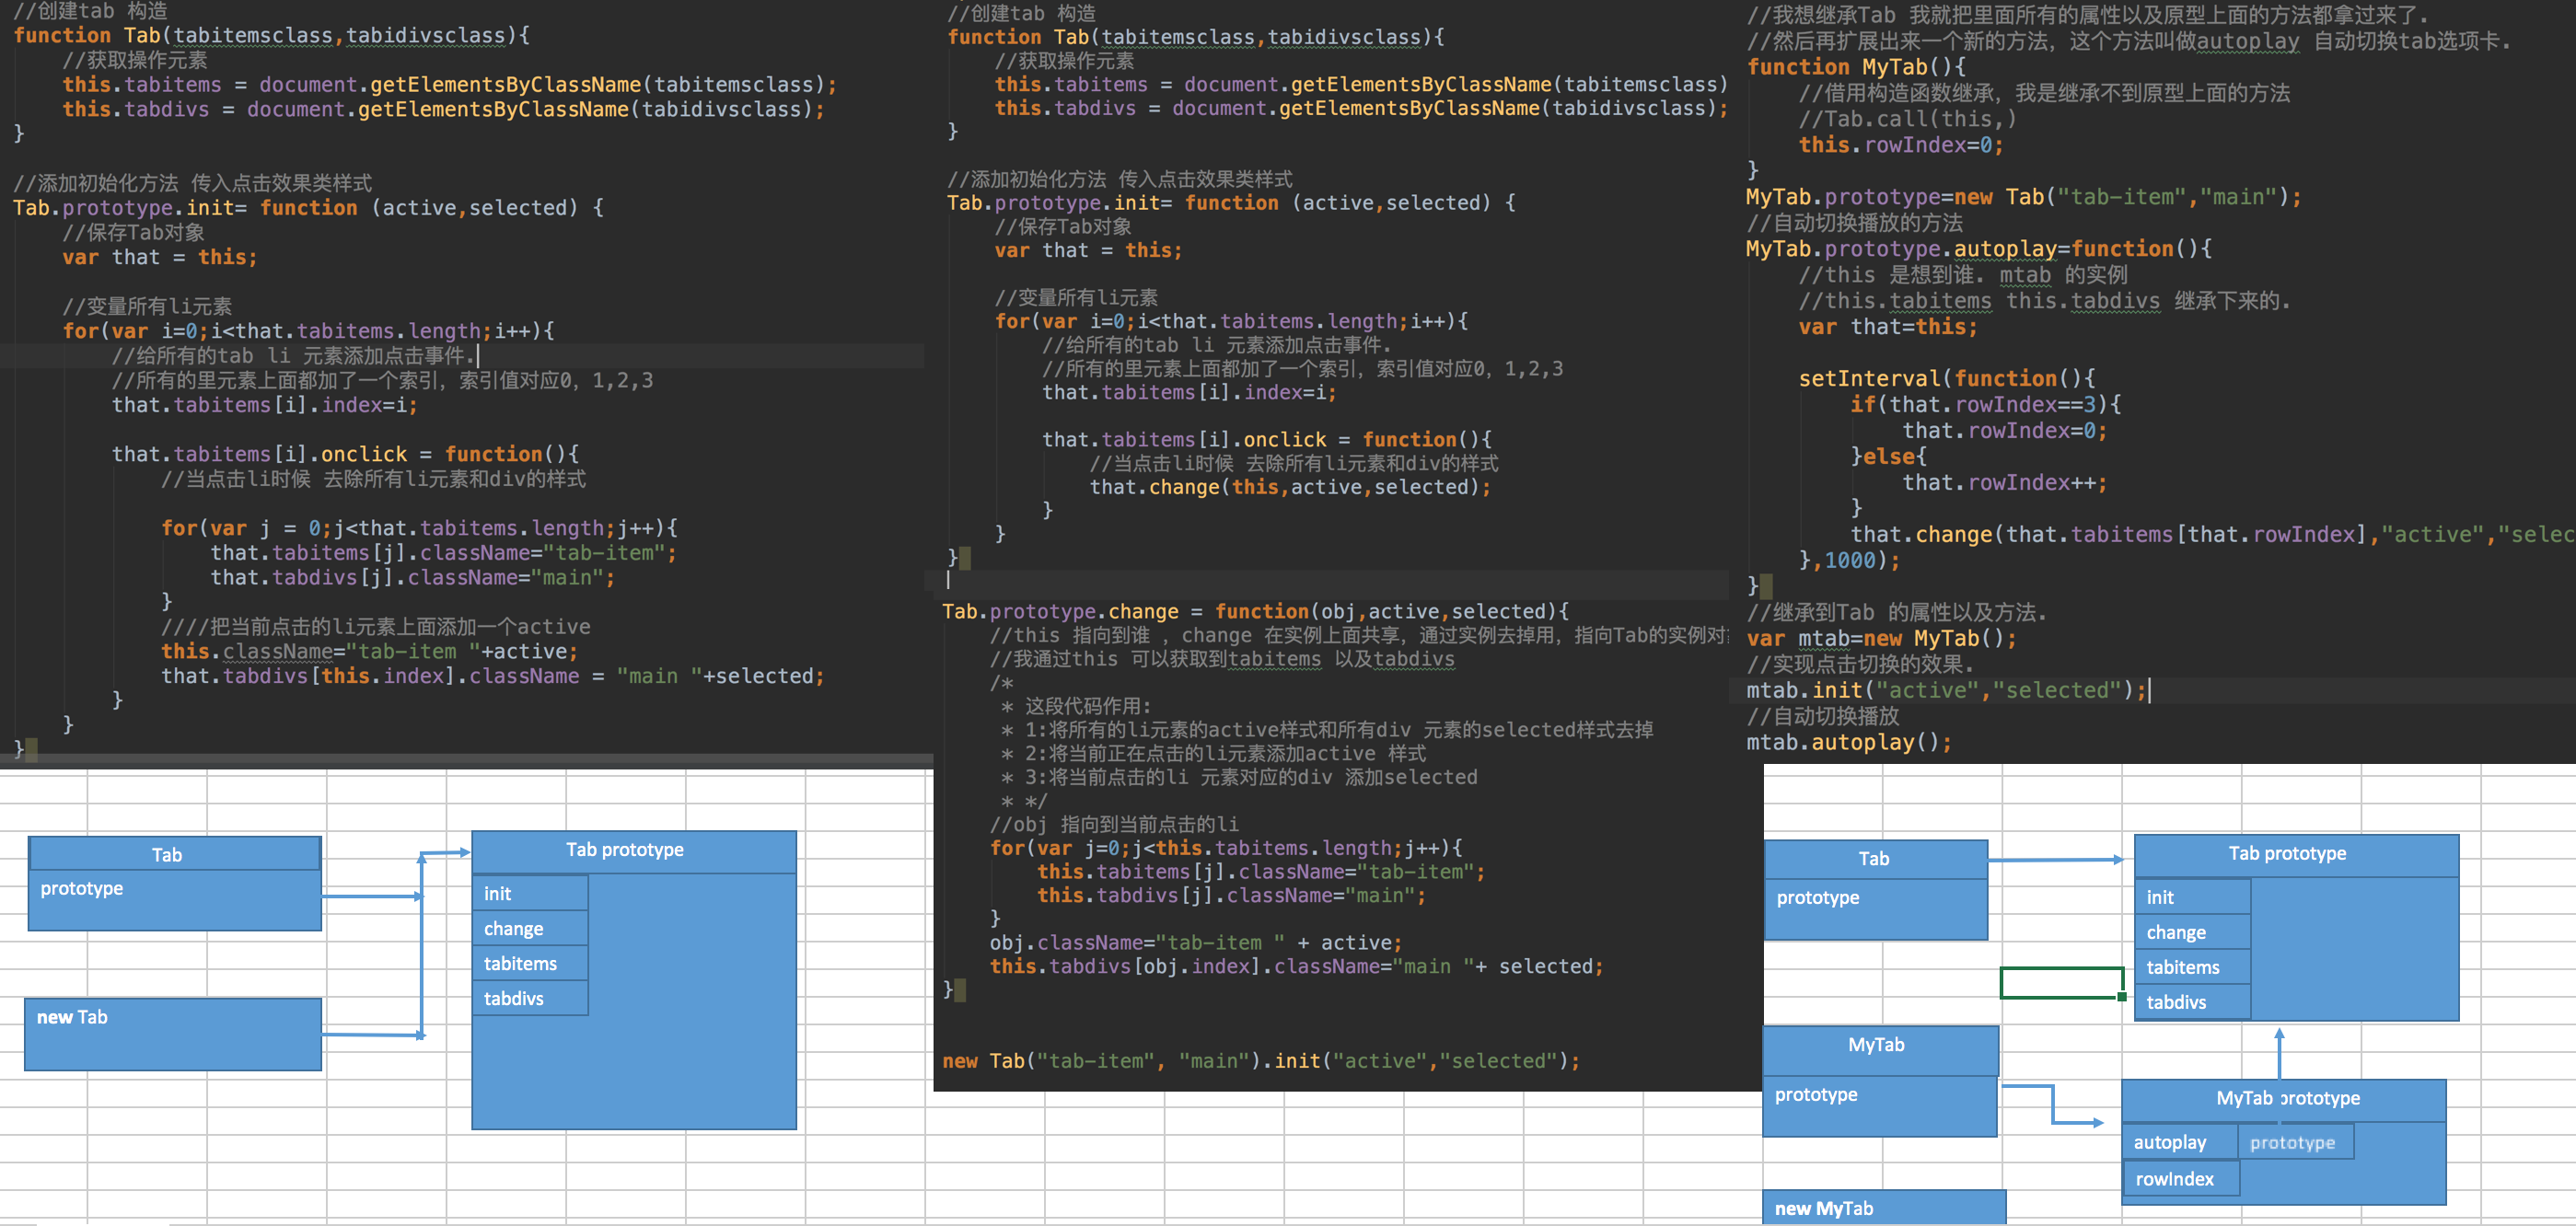 //创建tab 构造
function Tab(tabitemsclass,tabidivsclass){
//获取操作元素
this.tabitems = document.getElementsByClassName(tabitemsclass);
this.tabdivs = document.getElementsByClassName(tabidivsclass);
}
//添加初始化方法 传入点击效果类样式
Tab.prototype.init= function (active,selected) {
//保存Tab对象
var that = this;
//变量所有li元素
for(var i=0;i<that.tabitems.length;i++){
//给所有的tab li 元素添加点击事件.
//所有的里元素上面都加了一个索引，索引值对应0，1,2,3
that.tabitems[i].index=i;
that.tabitems[i].onclick = function(){
//当点击li时候 去除所有li元素和div的样式
for(var j = 0;j<that.tabitems.length;j++){
that.tabitems[j].className="tab-item";
that.tabdivs[j].className="main";
}
////把当前点击的li元素上面添加一个active
this.className="tab-item "+active;
that.tabdivs[this.index].className = "main "+selected;
}
}
}
Tab
prototype
new Tab
Tab prototype
init
change
tabitems
tabdivs
//创建tab 构造
function Tab(tabitemsclass,tabidivsclass){
//获取操作元素
this.tabitems = document.getElementsByClassName(tabitemsclass)
this.tabdivs = document.getElementsByClassName(tabidivsclass);
}
//添加初始化方法 传入点击效果类样式
Tab.prototype.init= function (active,selected) {
//保存Tab对象
var that = this;
//变量所有li元素
for(var i=0;i<that.tabitems.length;i++){
//给所有的tab li 元素添加点击事件.
//所有的里元素上面都加了一个索引，索引值对应0，1,2,3
that.tabitems[i].index=i;
that.tabitems[i].onclick = function(){
//当点击li时候 去除所有li元素和div的样式
that.change(this,active,selected);
}
}
}
Tab.prototype.change = function(obj,active,selected){
//this 指向到谁 ，change 在实例上面共享，通过实例去掉用，指向Tab的实例对
//我通过this 可以获取到tabitems 以及tabdivs
/*
* 这段代码作用:
* 1:将所有的li元素的active样式和所有div 元素的selected样式去掉
* 2:将当前正在点击的li元素添加active 样式
* 3:将当前点击的li 元素对应的div 添加selected
* */
//obj 指向到当前点击的li
for(var j=0;j<this.tabitems.length;j++){
this.tabitems[j].className="tab-item";
this.tabdivs[j].className="main";
}
obj.className="tab-item " + active;
this.tabdivs[obj.index].className="main "+ selected;
}
new Tab("tab-item", "main").init("active","selected");
//我想继承Tab 我就把里面所有的属性以及原型上面的方法都拿过来了.
//然后再扩展出来一个新的方法，这个方法叫做autoplay 自动切换tab选项卡.
function MyTab(){
//借用构造函数继承，我是继承不到原型上面的方法
//Tab.call(this,)
this.rowIndex=0;
}
MyTab.prototype=new Tab("tab-item","main");
//自动切换播放的方法
MyTab.prototype.autoplay=function(){
//this 是想到谁. mtab 的实例
//this.tabitems this.tabdivs 继承下来的.
var that=this;
setInterval(function(){
if(that.rowIndex==3){
that.rowIndex=0;
}else{
that.rowIndex++;
}
that.change(that.tabitems[that.rowIndex],"active","selec
},1000);
}
//继承到Tab 的属性以及方法.
var mtab=new MyTab();
//实现点击切换的效果.
mtab.init("active","selected");
//自动切换播放
mtab.autoplay();
Tab
prototype
Tab prototype
init
change
tabitems
tabdivs
MyTab
prototype
MyTab prototype
autoplay prototype
rowIndex
new MyTab